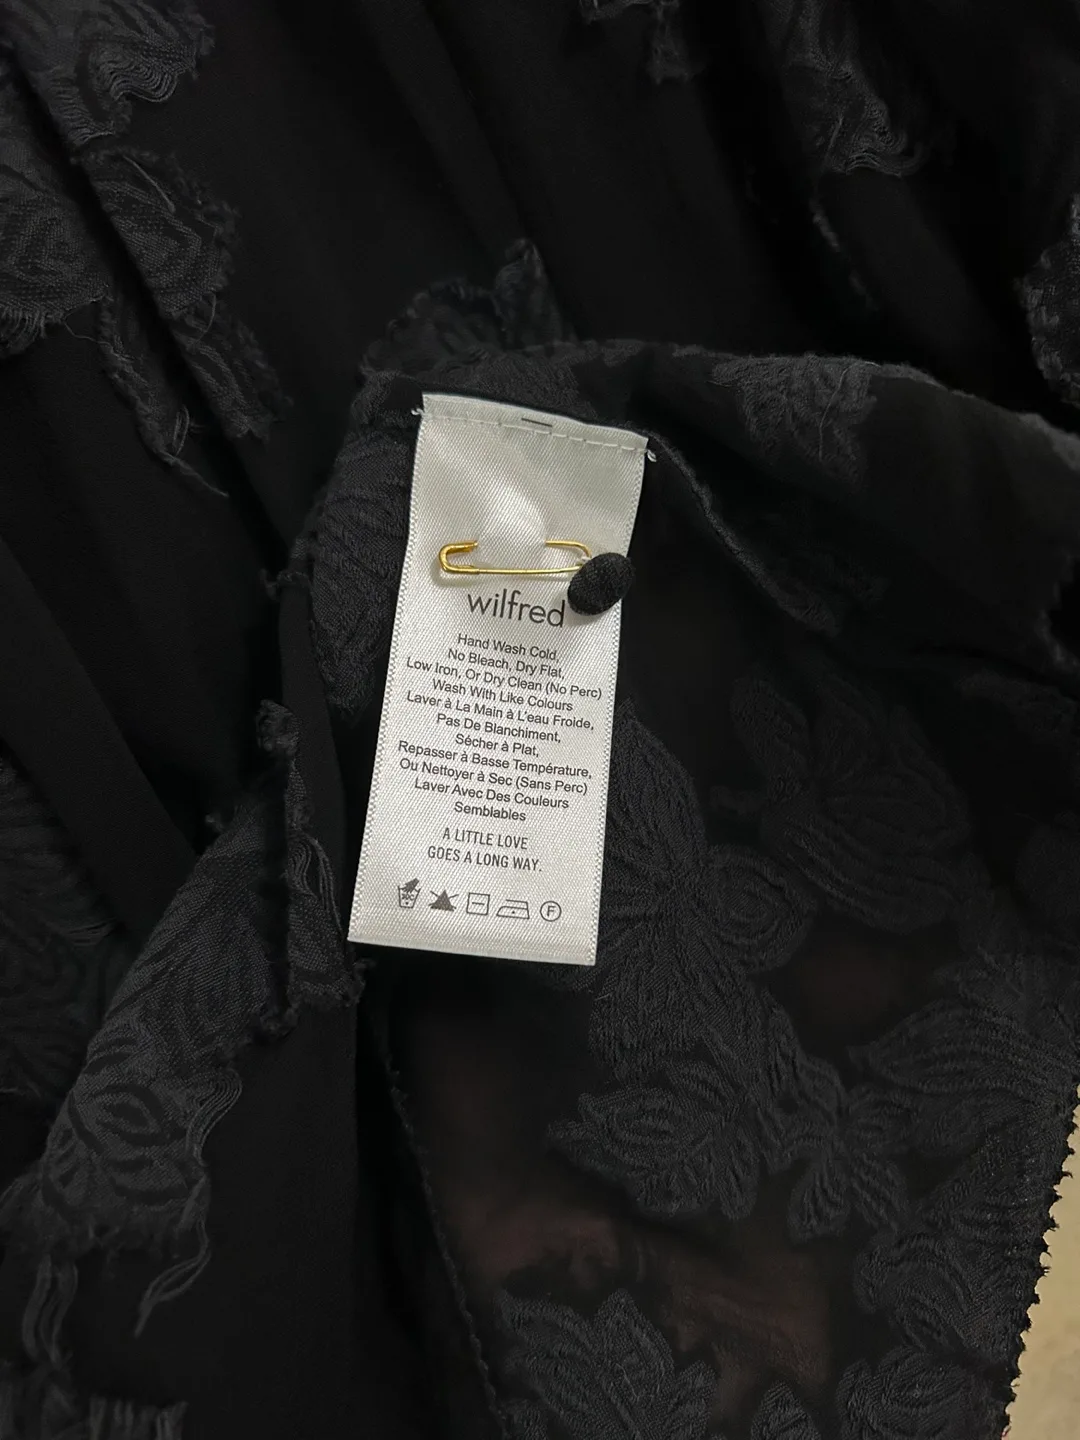 wilfred
Hand Wash Cold,
No Bleach, Dry Flat,
Low Iron, Or Dry Clean (No Perc)
Wash With Like Colours
Laver à La Main à L'eau Froide,
Pas De Blanchiment,
Sécher à Plat,
Repasser à Basse Température,
Ou Nettoyer à Sec (Sans Perc)
Laver Avec Des Couleurs
Semblables
A LITTLE LOVE
GOES A LONG WAY.
F